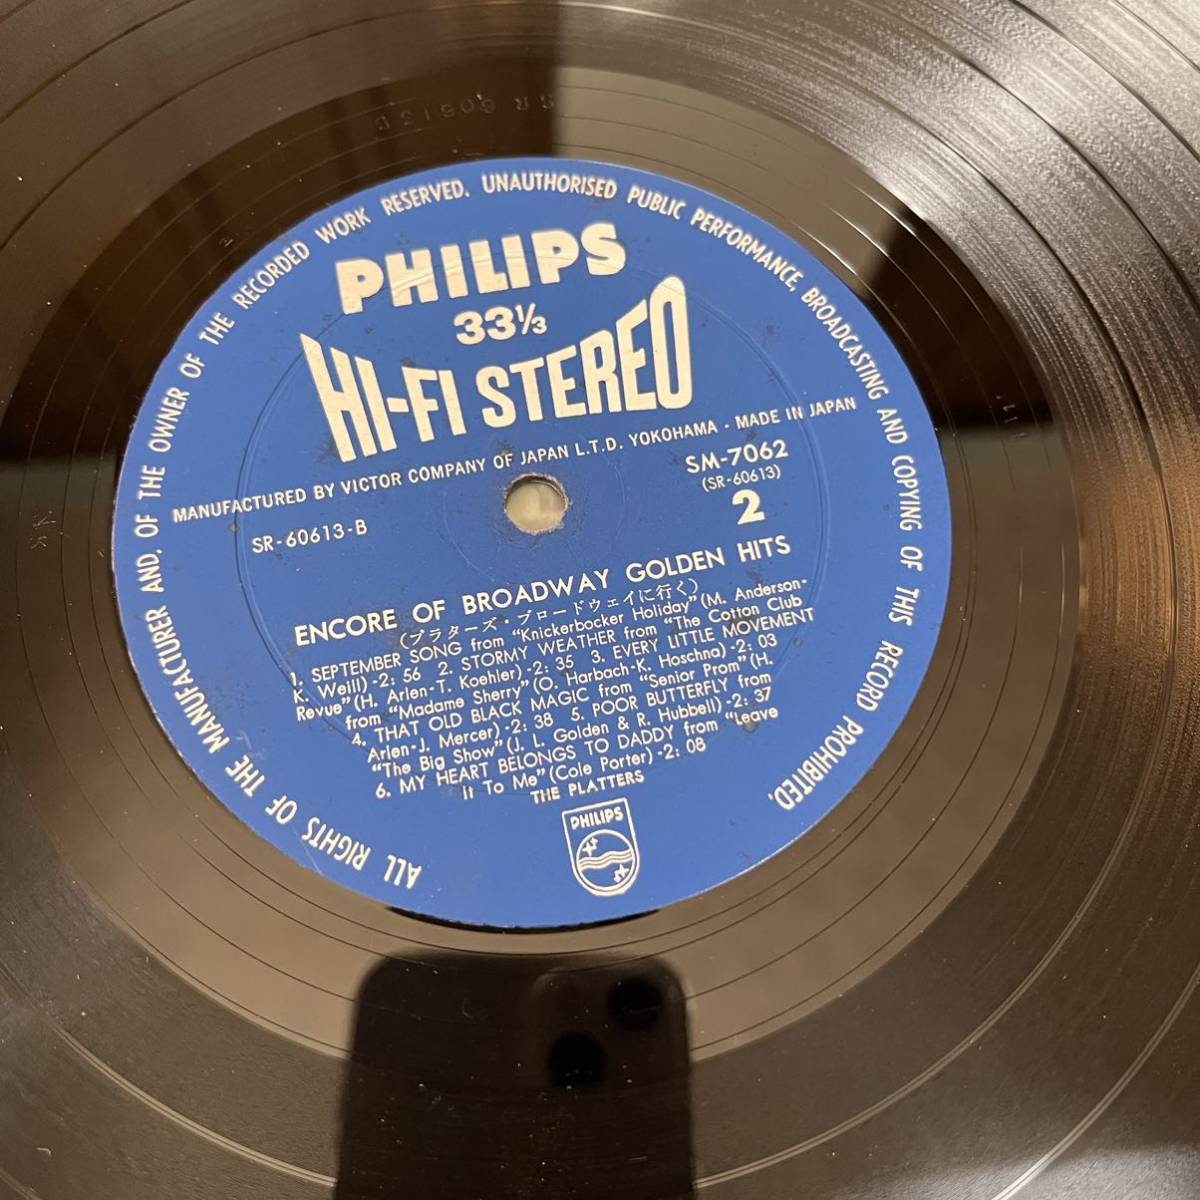 ALL RIGHTS OF THE MANUFACTURER AND, OF THE OWNER OF THE RECORDED WORK RESERVED. UNAUTHORISED PUBLIC PERFORMANCE, BROADCASTING AND COPYING OF THIS RECORD PROHIBITED.
PHILIPS
33⅓
HI-FI STEREO
MANUFACTURED BY VICTOR COMPANY OF JAPAN L.T.D. YOKOHAMA - MADE IN JAPAN
SM-7062
(SR-60613)
SR-60613-B
2
ENCORE OF BROADWAY GOLDEN HITS
(プラターズ・ブロードウェイに行く)
1. SEPTEMBER SONG from "Knickerbocker Holiday" (M. Anderson-
K. Weill)-2: 56 2. STORMY WEATHER from "The Cotton Club
Revue" (H. Arlen-T. Koehler)-2: 35 3. EVERY LITTLE MOVEMENT
from "Madame Sherry" (O. Harbach-K. Hoschna)-2: 03
4. THAT OLD BLACK MAGIC from "Senior Prom" (H.
Arlen-J. Mercer)-2: 38 5. POOR BUTTERFLY from
"The Big Show" (J. L. Golden & R. Hubbell)-2: 37
6. MY HEART BELONGS TO DADDY from "Leave
It To Me" (Cole Porter)-2: 08
THE PLATTERS
PHILIPS